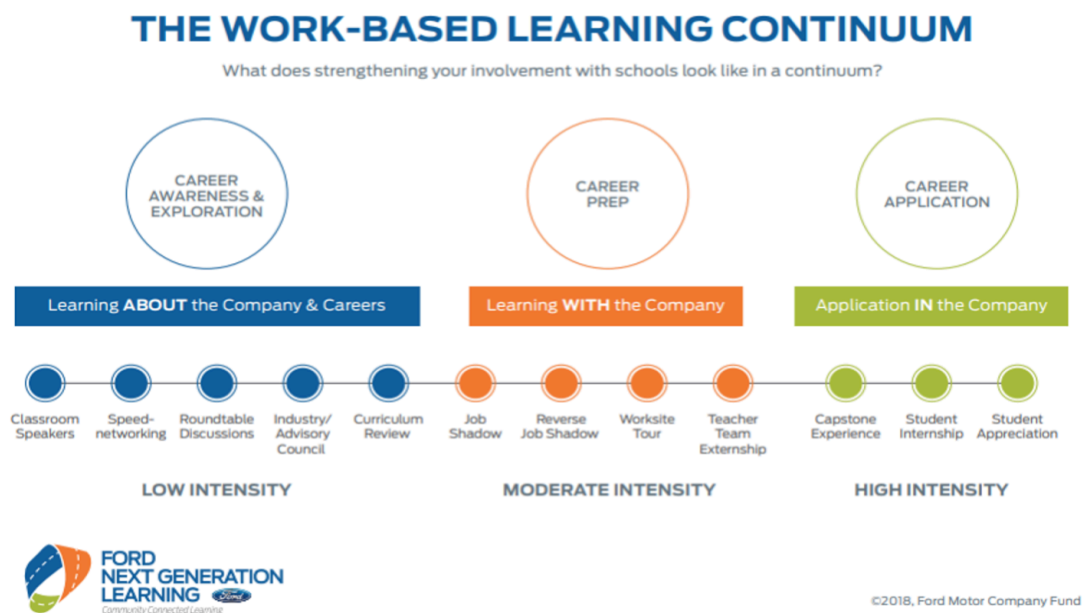 THE WORK-BASED LEARNING CONTINUUM
What does strengthening your involvement with schools look like in a continuum?
CAREER
AWARENESS &
EXPLORATION
CAREER
PREP
CAREER
APPLICATION
Learning ABOUT the Company & Careers
Learning WITH the Company
Application IN the Company
Classroom
Speakers
Speed-
networking
Roundtable
Discussions
Industry/
Advisory
Council
Curriculum
Review
Job
Shadow
Reverse
Job Shadow
Worksite
Tour
Teacher
Team
Externship
Capstone
Experience
Student
Internship
Student
Appreciation
LOW INTENSITY
MODERATE INTENSITY
HIGH INTENSITY
FORD
NEXT GENERATION
LEARNING
Ford
Community Connected Learning
©2018, Ford Motor Company Fund